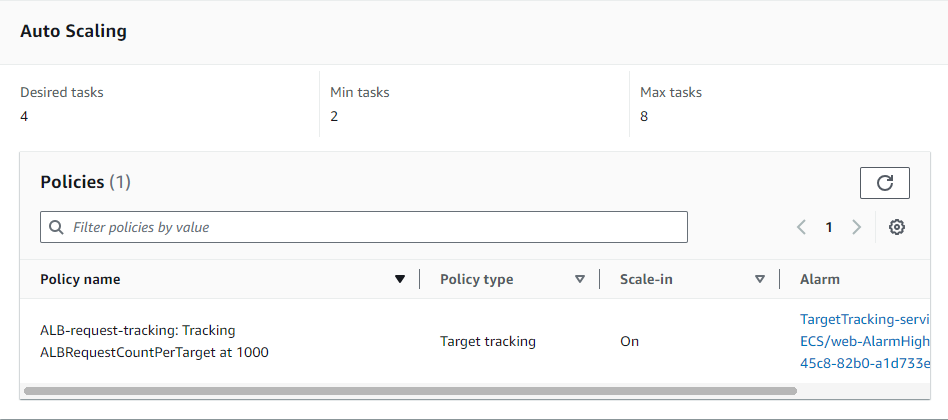 Auto Scaling
Desired tasks
4
Min tasks
2
Max tasks
8
Policies (1)
Filter policies by value
1
Policy name
Policy type
Scale-in
Alarm
ALB-request-tracking: Tracking
ALBRequestCountPerTarget at 1000
Target tracking
On
TargetTracking-servi
ECS/web-AlarmHigh
45c8-82b0-a1d733e